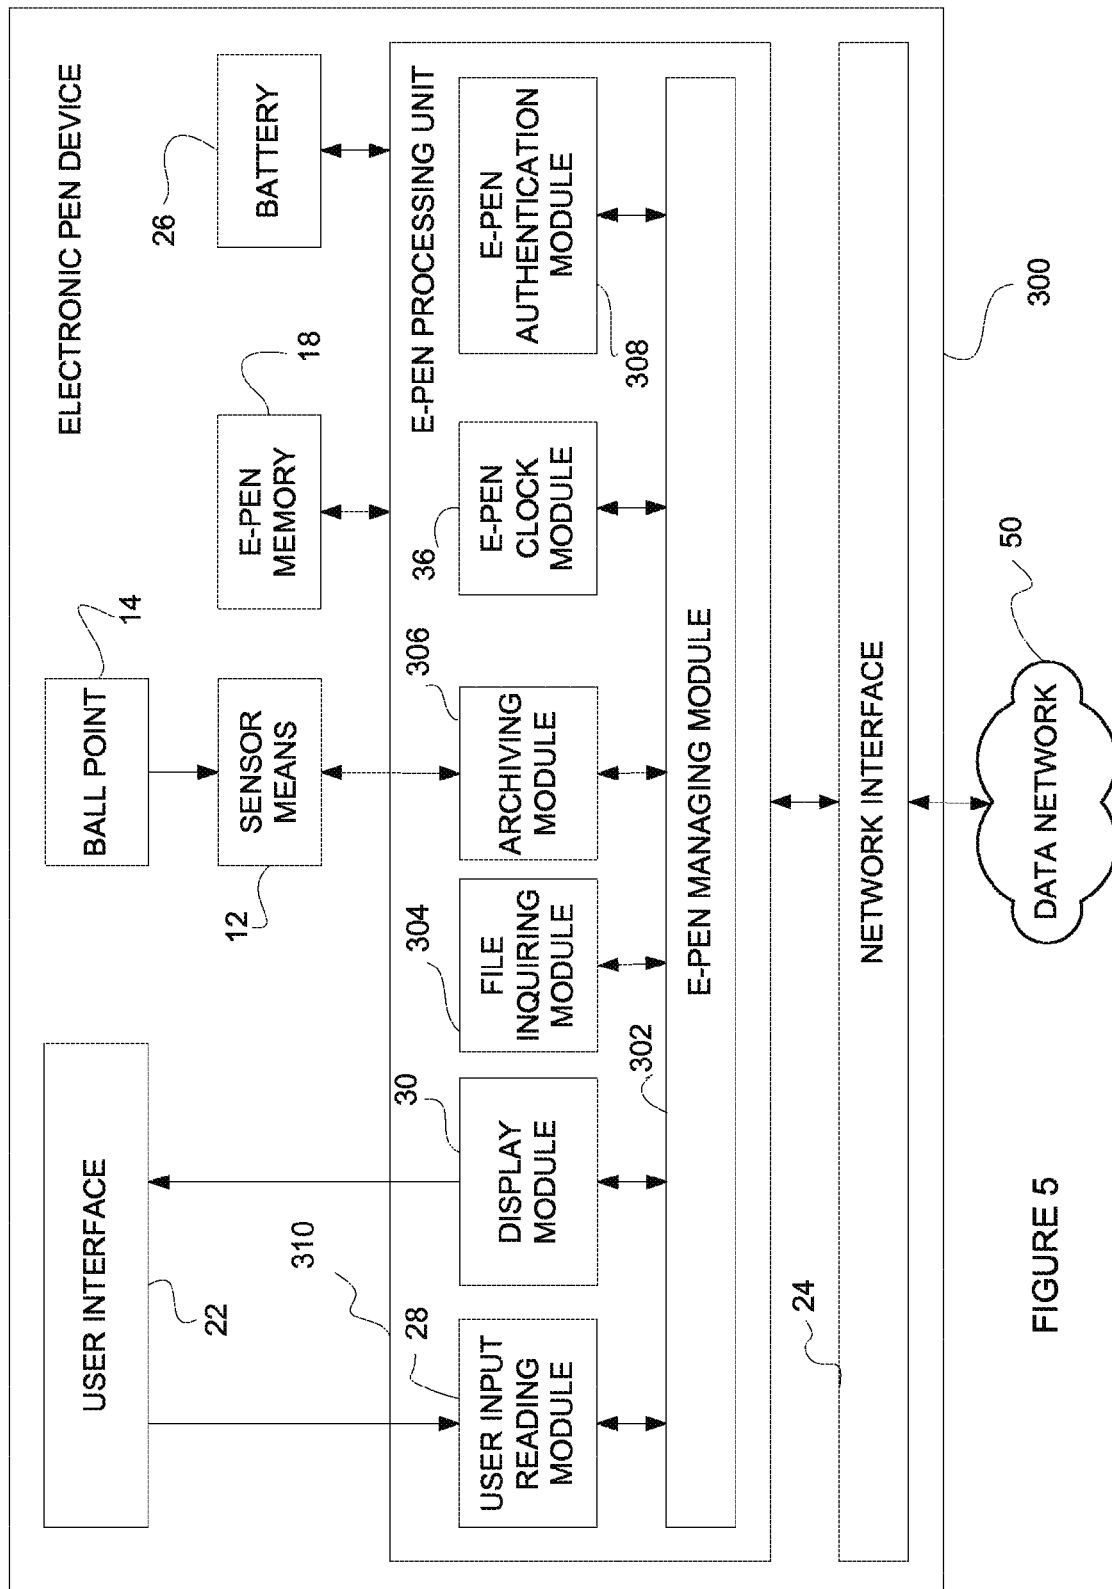 ELECTRONIC PEN DEVICE
USER INTERFACE
22
BALL POINT
14
SENSOR
MEANS
12
E-PEN
MEMORY
18
BATTERY
26
310
E-PEN PROCESSING UNIT
28
USER INPUT
READING
MODULE
30
DISPLAY
MODULE
304
FILE
INQUIRING
MODULE
306
ARCHIVING
MODULE
36
E-PEN
CLOCK
MODULE
E-PEN
AUTHENTICATION
MODULE
308
302
E-PEN MANAGING MODULE
24
NETWORK INTERFACE
300
50
DATA NETWORK
FIGURE 5